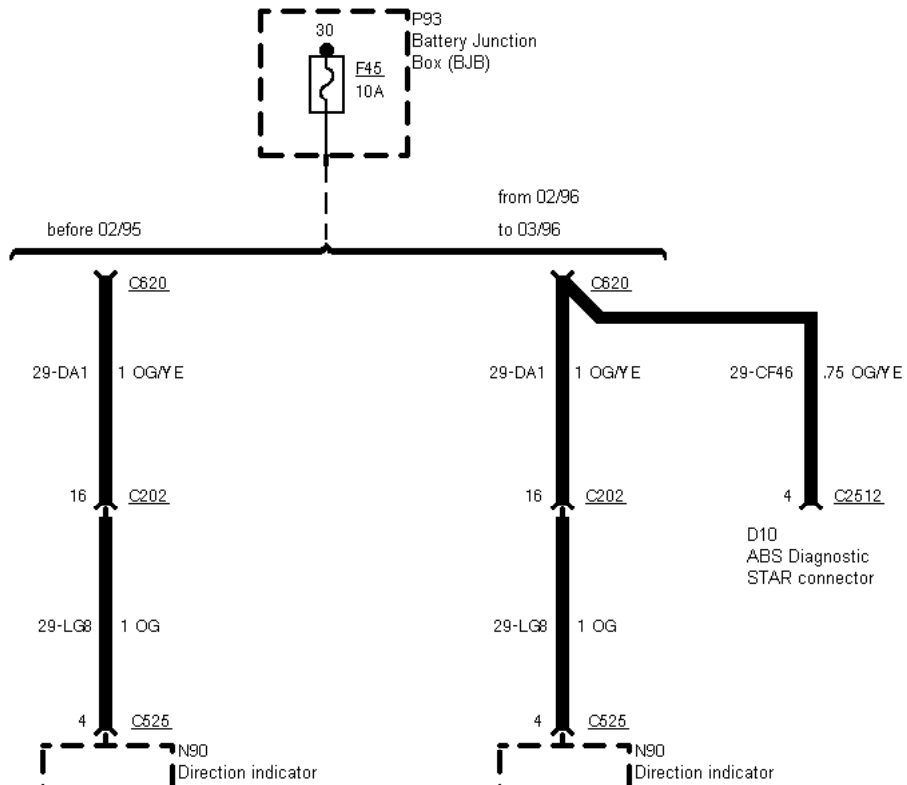 P93
Battery Junction
Box (BJB)
30
F45
10A
before 02/95
from 02/96
to 03/96
C620
C620
29-DA1 1 OG/YE
29-DA1 1 OG/YE
29-CF46 .75 OG/YE
16 C202
16 C202
4 C2512
D10
ABS Diagnostic
STAR connector
29-LG8 1 OG
29-LG8 1 OG
4 C525
4 C525
N90
Direction indicator
N90
Direction indicator